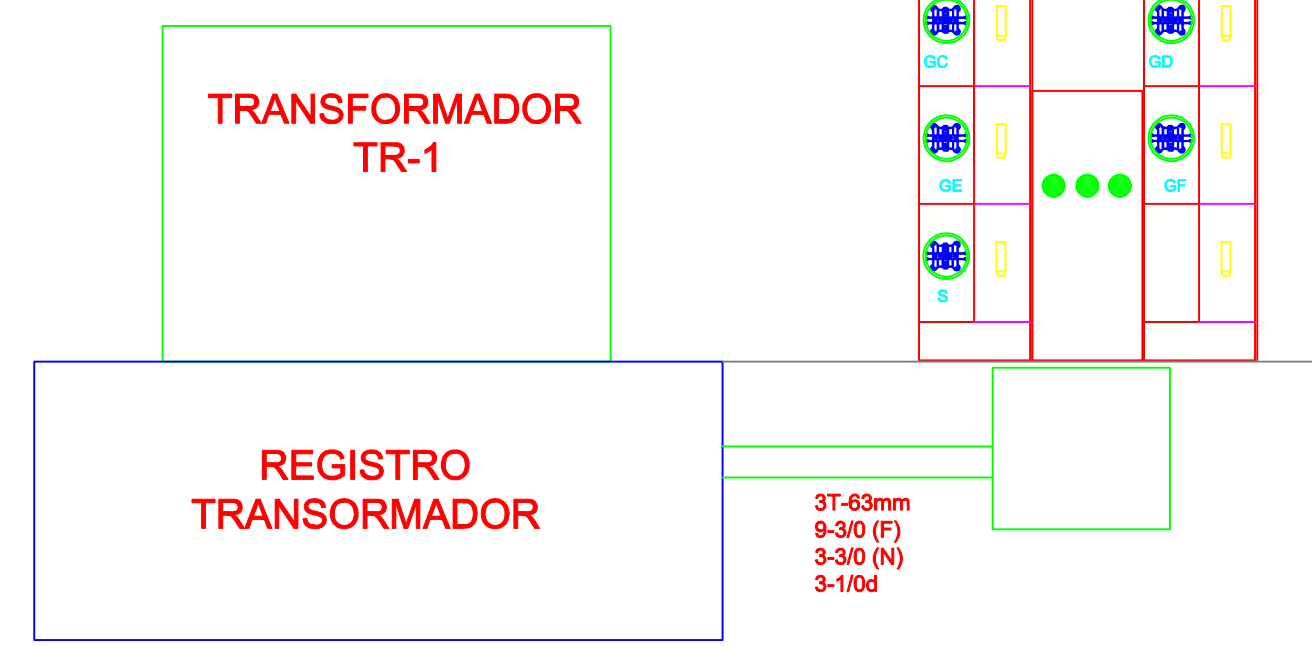 GC
GD
TRANSFORMADOR
TR-1
GE
GF
S
REGISTRO
TRANSORMADOR
3T-63mm
9-3/0 (F)
3-3/0 (N)
3-1/0d